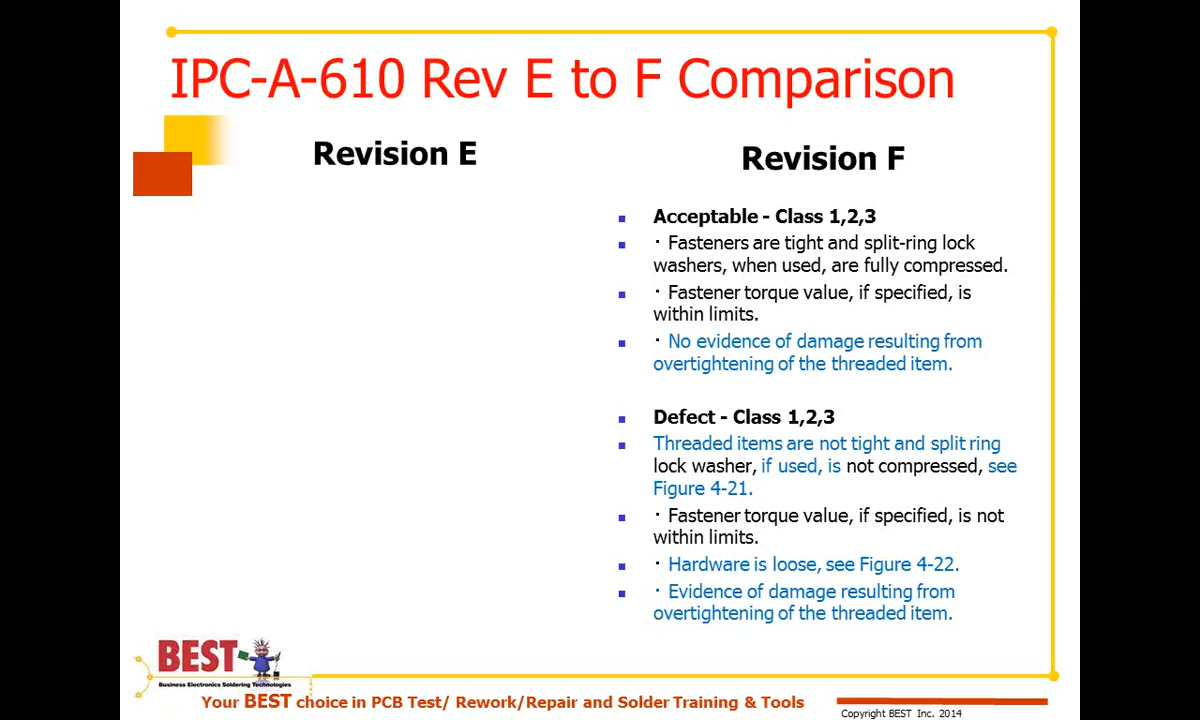 IPC-A-610 Rev E to F Comparison
Revision E
Revision F
Acceptable - Class 1,2,3
· Fasteners are tight and split-ring lock
washers, when used, are fully compressed.
· Fastener torque value, if specified, is
within limits.
· No evidence of damage resulting from
overtightening of the threaded item.
Defect - Class 1,2,3
Threaded items are not tight and split ring
lock washer, if used, is not compressed, see
Figure 4-21.
· Fastener torque value, if specified, is not
within limits.
· Hardware is loose, see Figure 4-22.
· Evidence of damage resulting from
overtightening of the threaded item.
BEST
Business Electronics Soldering Technologies
Your BEST choice in PCB Test/ Rework/Repair and Solder Training & Tools
Copyright BEST Inc. 2014